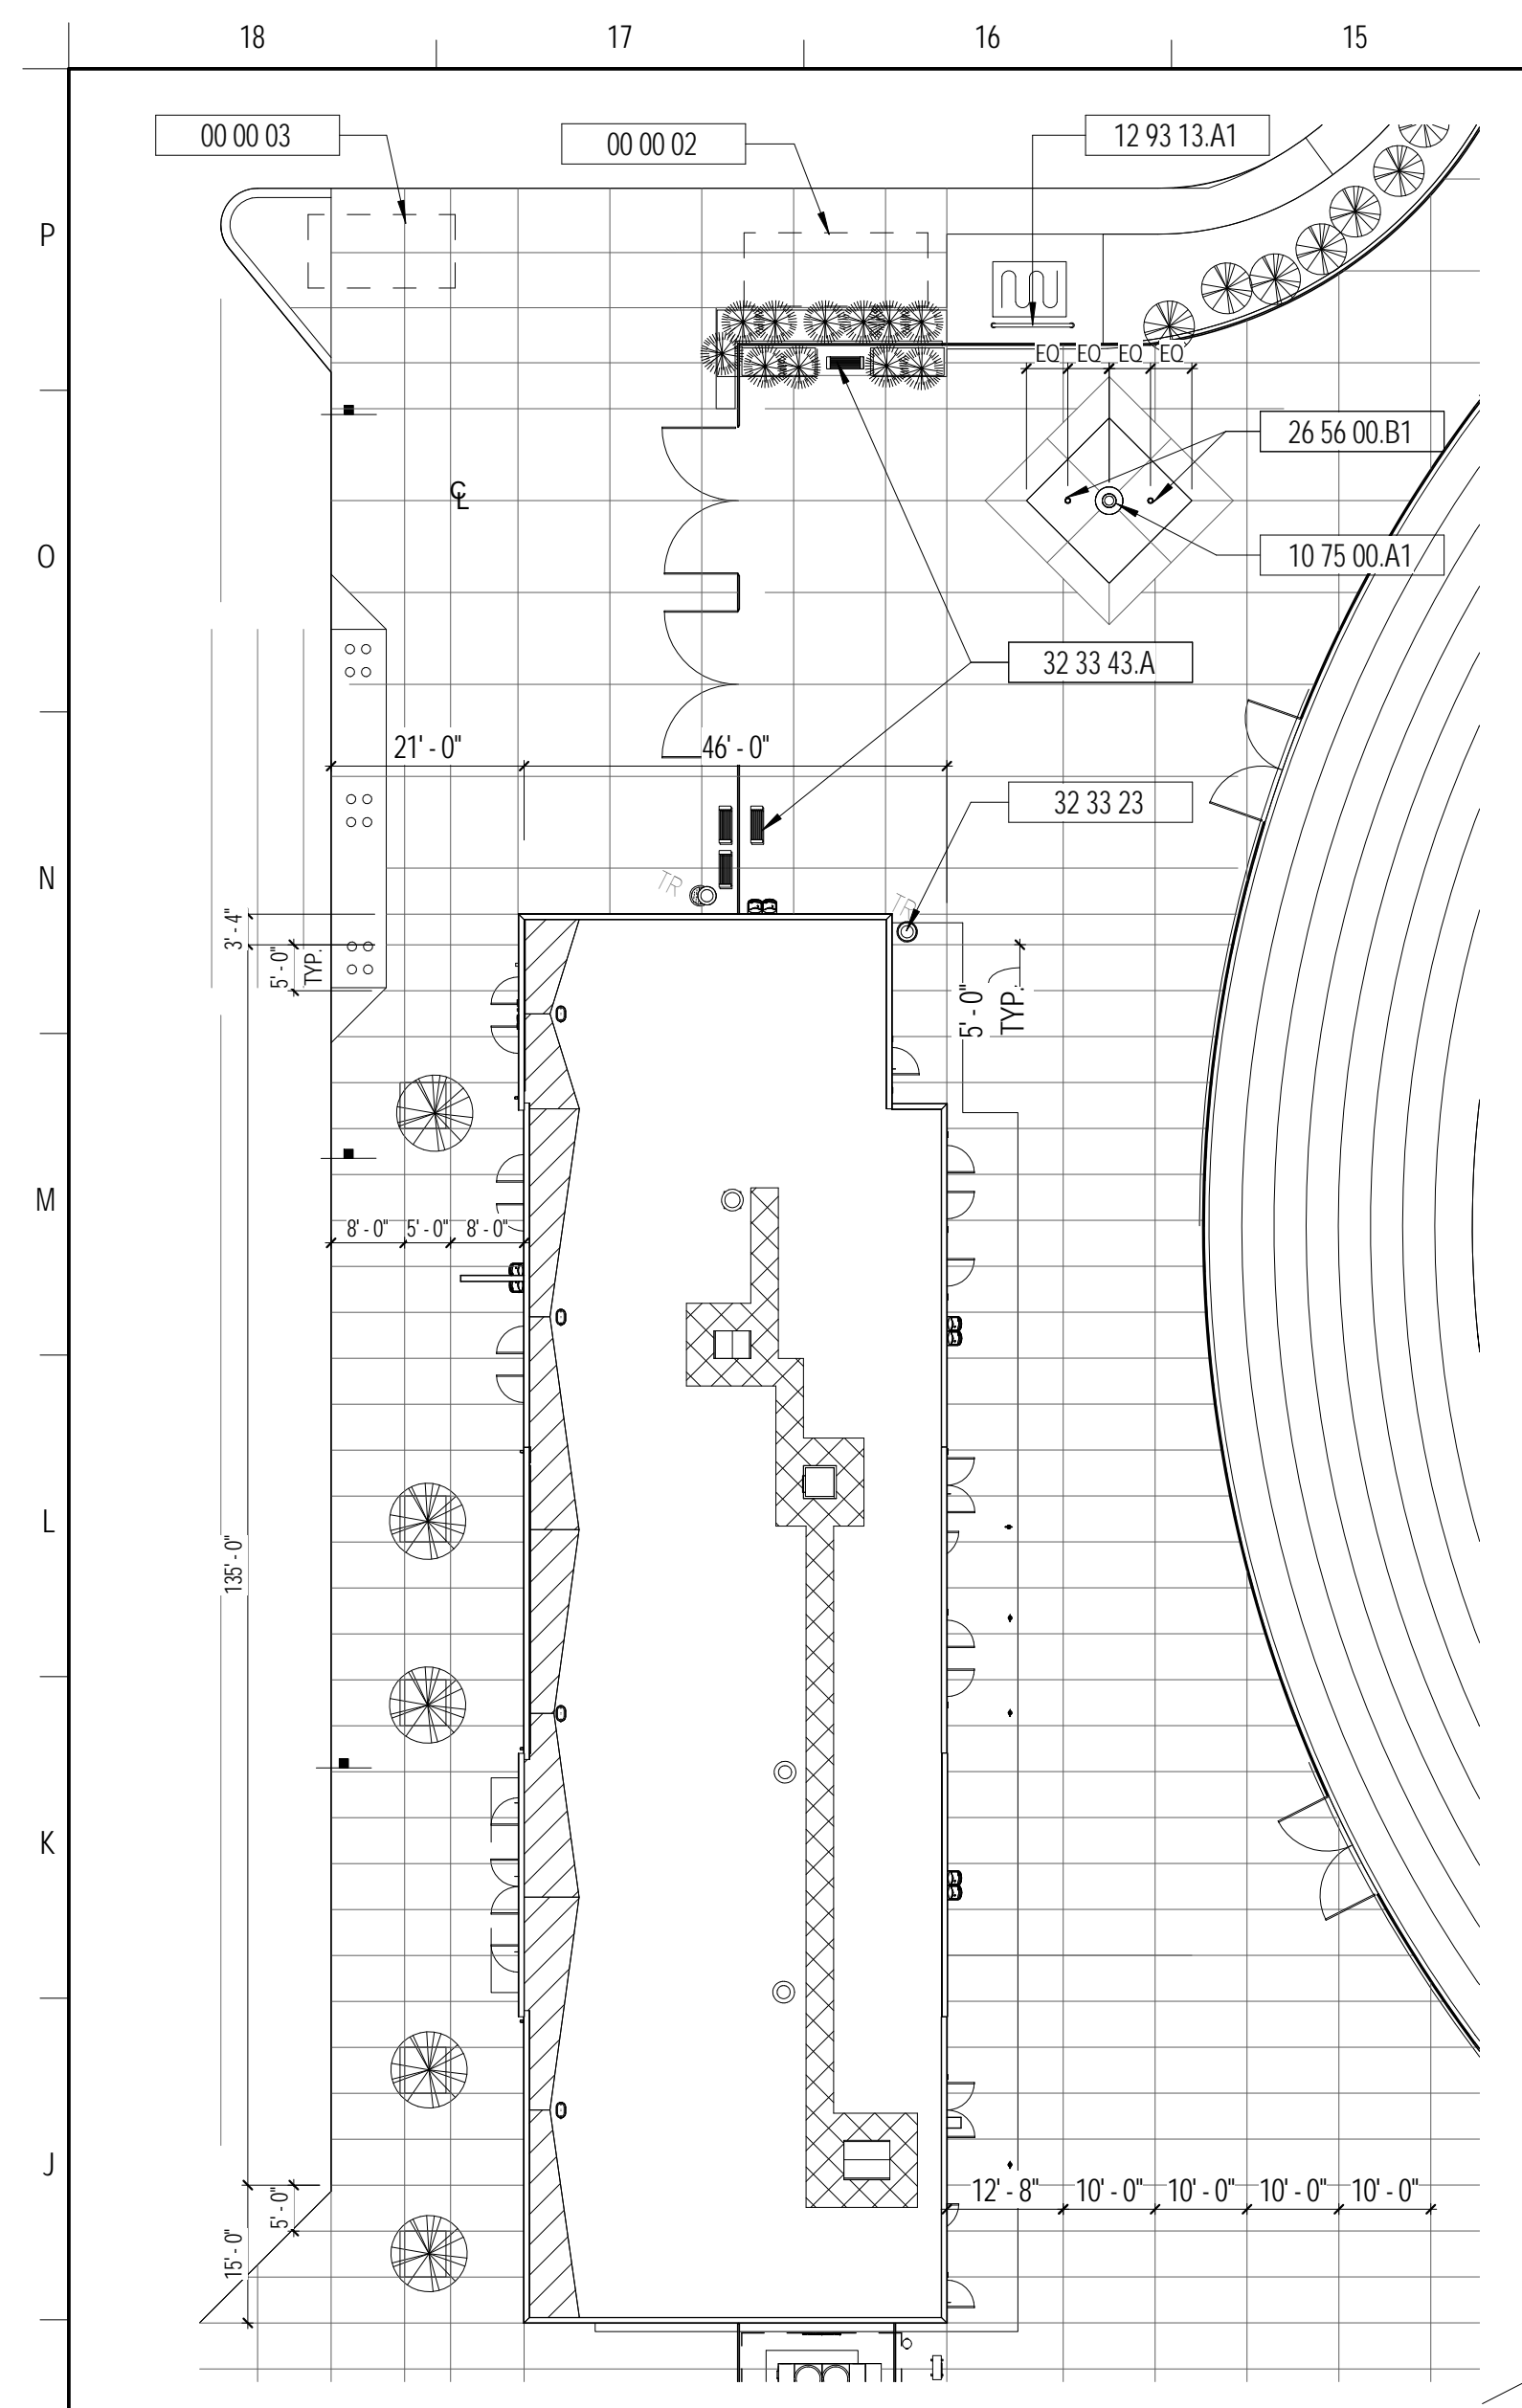 18
17
16
15
00 00 03
00 00 02
12 93 13.A1
P
EQ EQ EQ EQ
26 56 00.B1
CL
O
10 75 00.A1
32 33 43.A
21' - 0"
46' - 0"
32 33 23
N
TR
TR
3' - 4"
5' - 0"
TYP.
5' - 0"
TYP.
M
8' - 0"
5' - 0"
8' - 0"
L
135' - 0"
K
J
12' - 8"
10' - 0"
10' - 0"
10' - 0"
10' - 0"
5' - 0"
15' - 0"